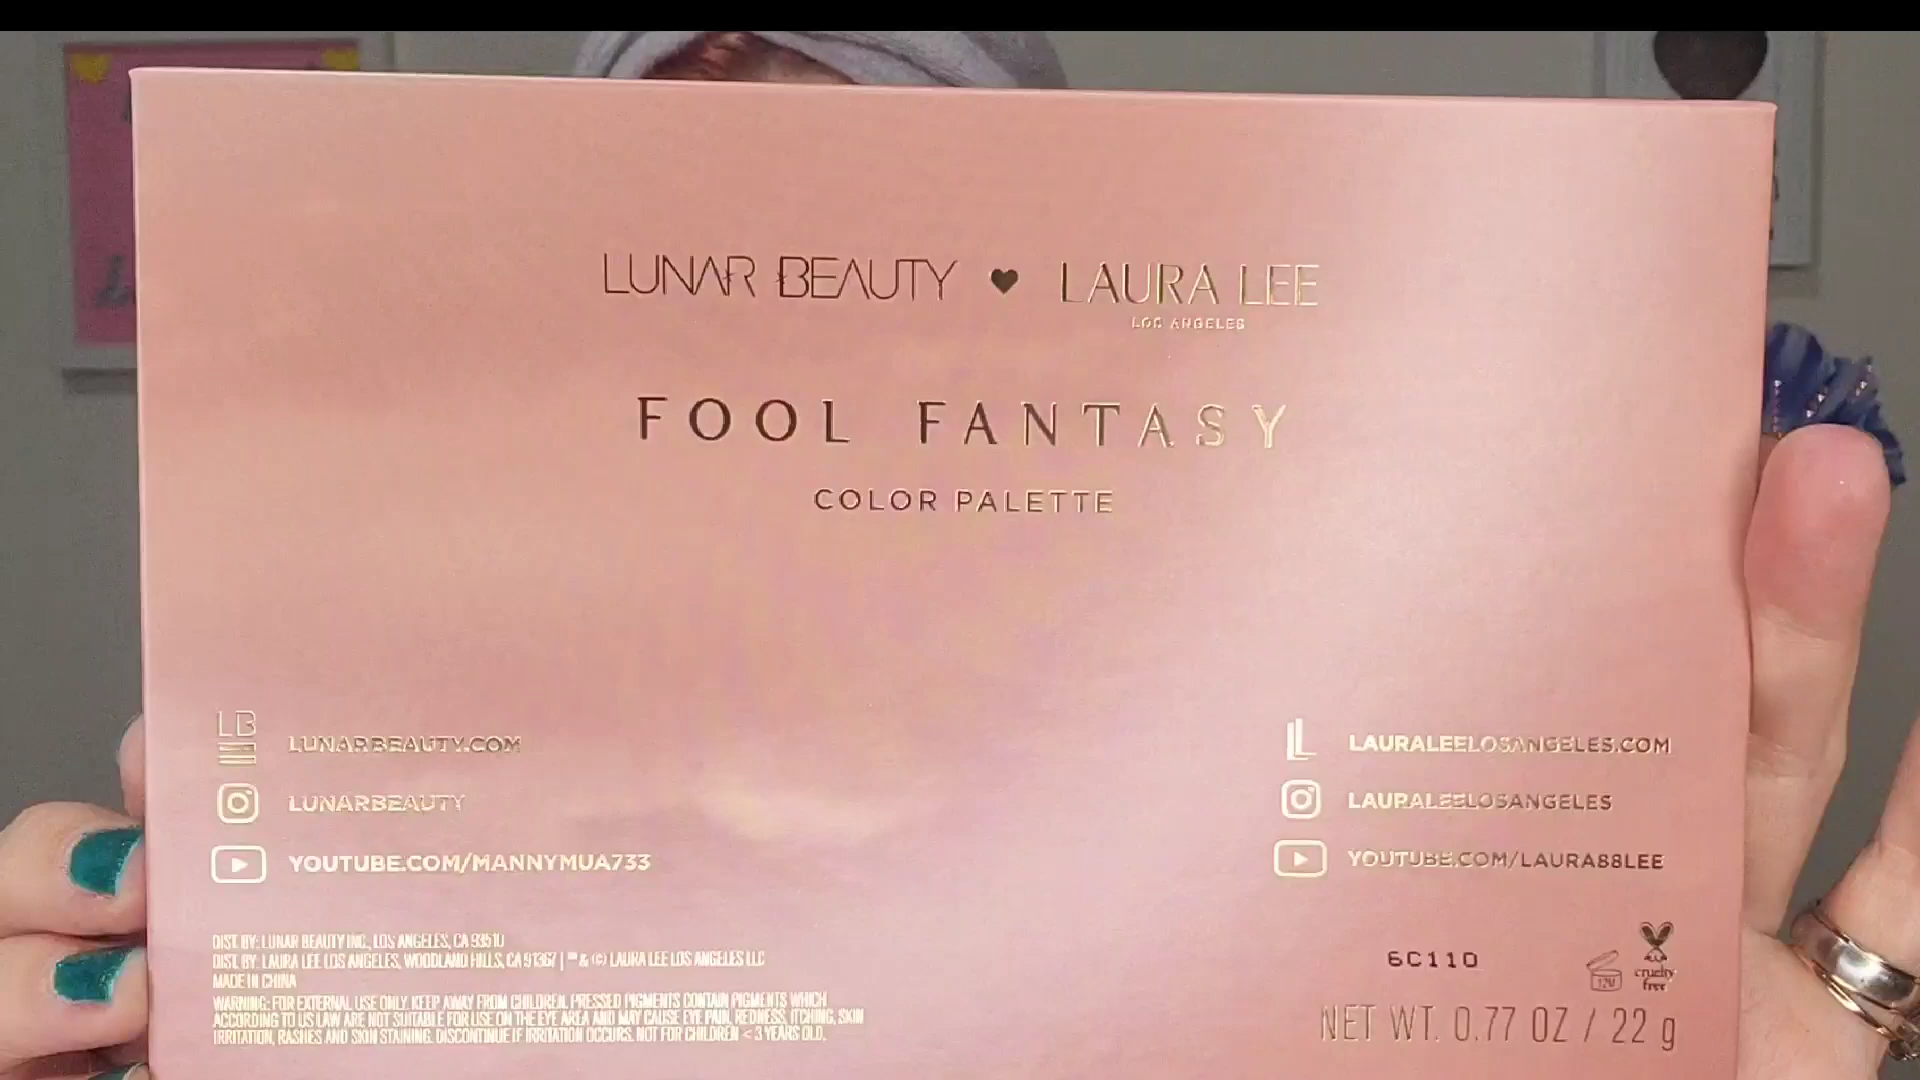 LUNAR BEAUTY ♥ LAURA LEE
LOS ANGELES
FOOL FANTASY
COLOR PALETTE
LB
LUNARBEAUTY.COM
LUNARBEAUTY
YOUTUBE.COM/MANNYMUA733
LL
LAURALEELOSANGELES.COM
LAURALEELOSANGELES
YOUTUBE.COM/LAURA88LEE
DIST. BY: LUNAR BEAUTY INC., LOS ANGELES, CA 93510
DIST. BY: LAURA LEE LOS ANGELES, WOODLAND HILLS, CA 91367 | ™ & (C) LAURA LEE LOS ANGELES LLC
MADE IN CHINA
WARNING: FOR EXTERNAL USE ONLY. KEEP AWAY FROM CHILDREN. PRESSED PIGMENTS CONTAIN PIGMENTS WHICH
ACCORDING TO US LAW ARE NOT SUITABLE FOR USE ON THE EYE AREA AND MAY CAUSE EYE PAIN, REDNESS, ITCHING, SKIN
IRRITATION, RASHES AND SKIN STAINING. DISCONTINUE IF IRRITATION OCCURS. NOT FOR CHILDREN < 3 YEARS OLD.
6C110
12M
cruelty
free
NET WT. 0.77 OZ / 22 g